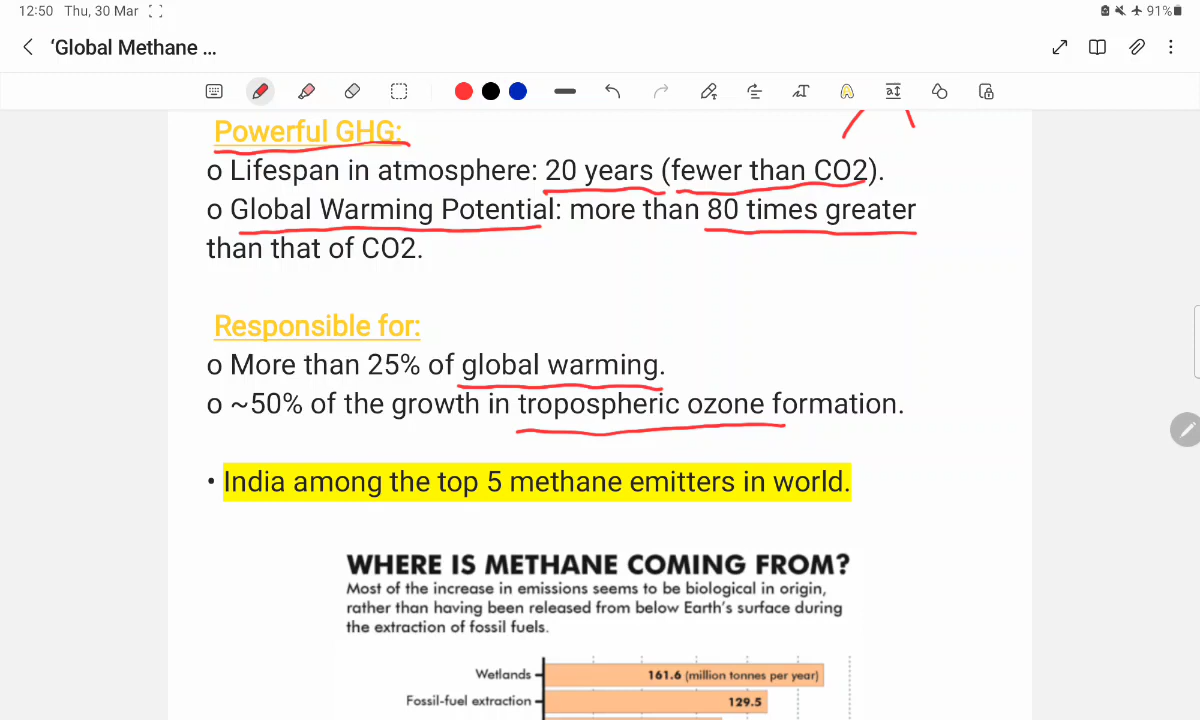 12:50 Thu, 30 Mar
91%
‘Global Methane ...
Powerful GHG:
o Lifespan in atmosphere: 20 years (fewer than CO2).
o Global Warming Potential: more than 80 times greater
than that of CO2.
Responsible for:
o More than 25% of global warming.
o ~50% of the growth in tropospheric ozone formation.
• India among the top 5 methane emitters in world.
WHERE IS METHANE COMING FROM?
Most of the increase in emissions seems to be biological in origin,
rather than having been released from below Earth's surface during
the extraction of fossil fuels.
Wetlands 161.6 (million tonnes per year)
Fossil-fuel extraction 129.5